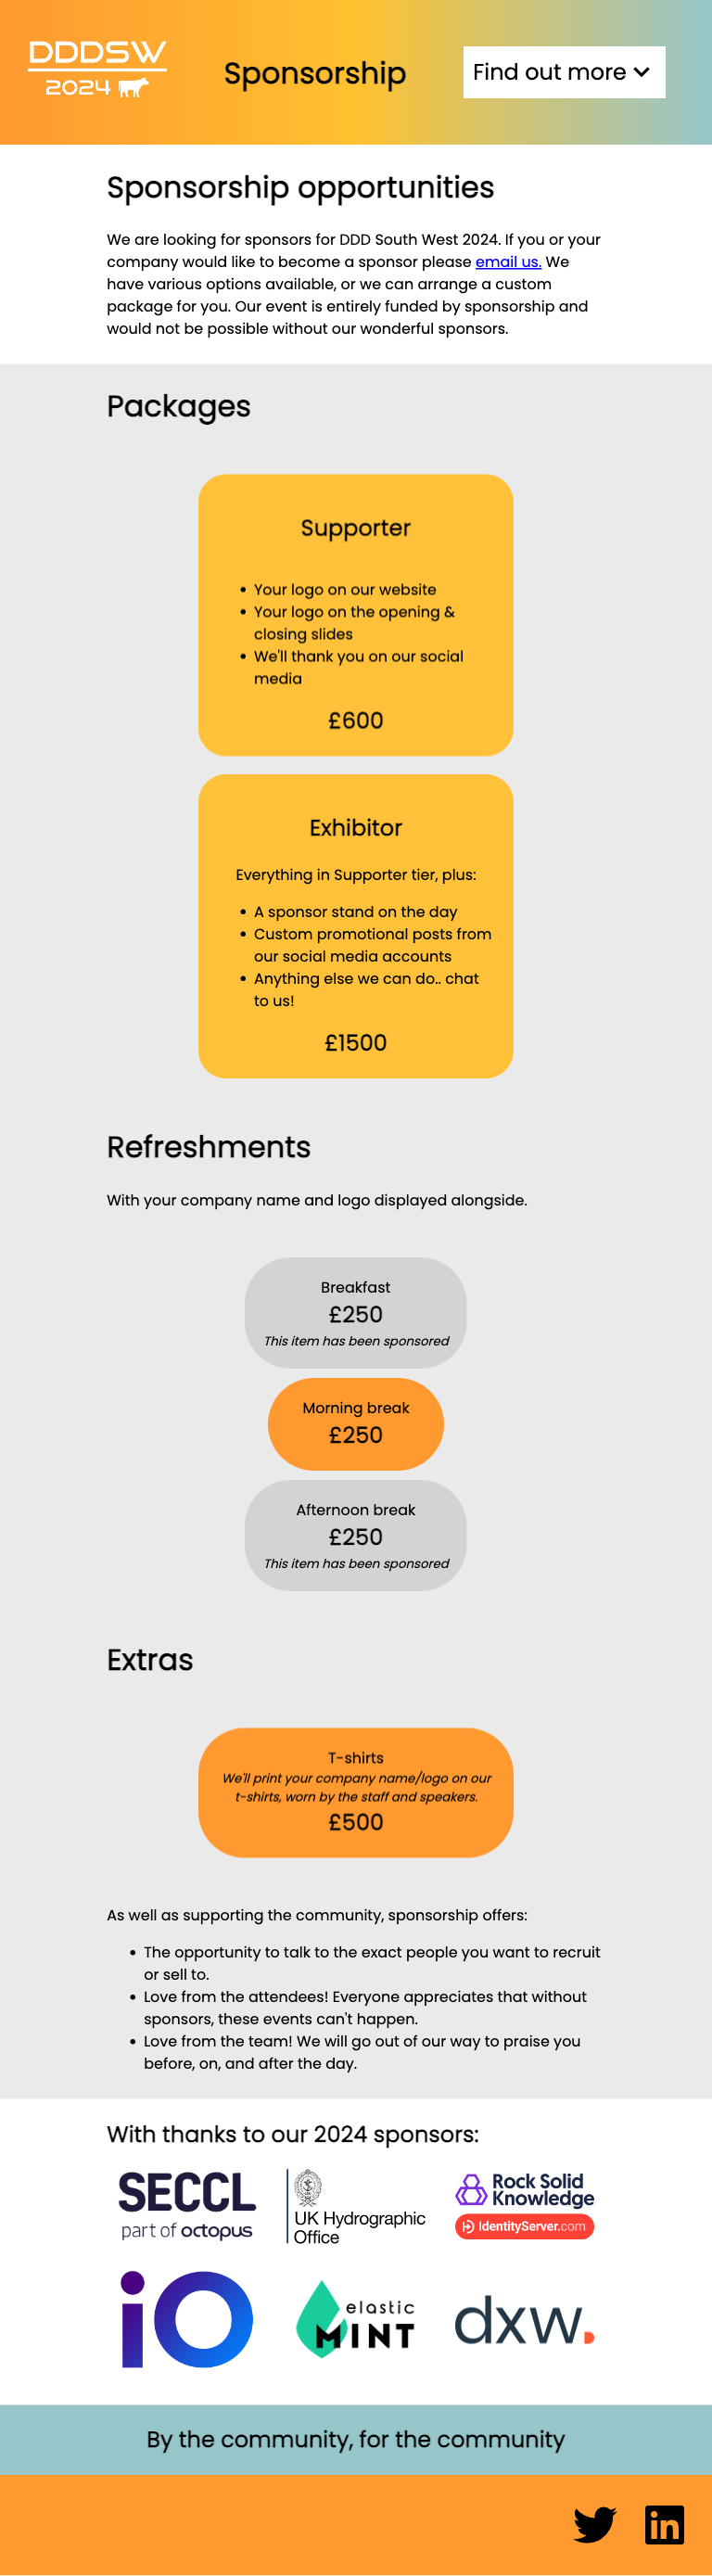 DDDSW
2024
Sponsorship
Find out more
Sponsorship opportunities
We are looking for sponsors for DDD South West 2024. If you or your
company would like to become a sponsor please email us. We
have various options available, or we can arrange a custom
package for you. Our event is entirely funded by sponsorship and
would not be possible without our wonderful sponsors.
Packages
Supporter
• Your logo on our website
• Your logo on the opening &
closing slides
• We'll thank you on our social
media
£600
Exhibitor
Everything in Supporter tier, plus:
• A sponsor stand on the day
• Custom promotional posts from
our social media accounts
• Anything else we can do.. chat
to us!
£1500
Refreshments
With your company name and logo displayed alongside.
Breakfast
£250
This item has been sponsored
Morning break
£250
Afternoon break
£250
This item has been sponsored
Extras
T-shirts
We'll print your company name/logo on our
t-shirts, worn by the staff and speakers.
£500
As well as supporting the community, sponsorship offers:
• The opportunity to talk to the exact people you want to recruit
or sell to.
• Love from the attendees! Everyone appreciates that without
sponsors, these events can't happen.
• Love from the team! We will go out of our way to praise you
before, on, and after the day.
With thanks to our 2024 sponsors:
SECCL
part of octopus
UK Hydrographic
Office
Rock Solid
Knowledge
IdentityServer.com
iO
elastic
MINT
dxw.
By the community, for the community
in